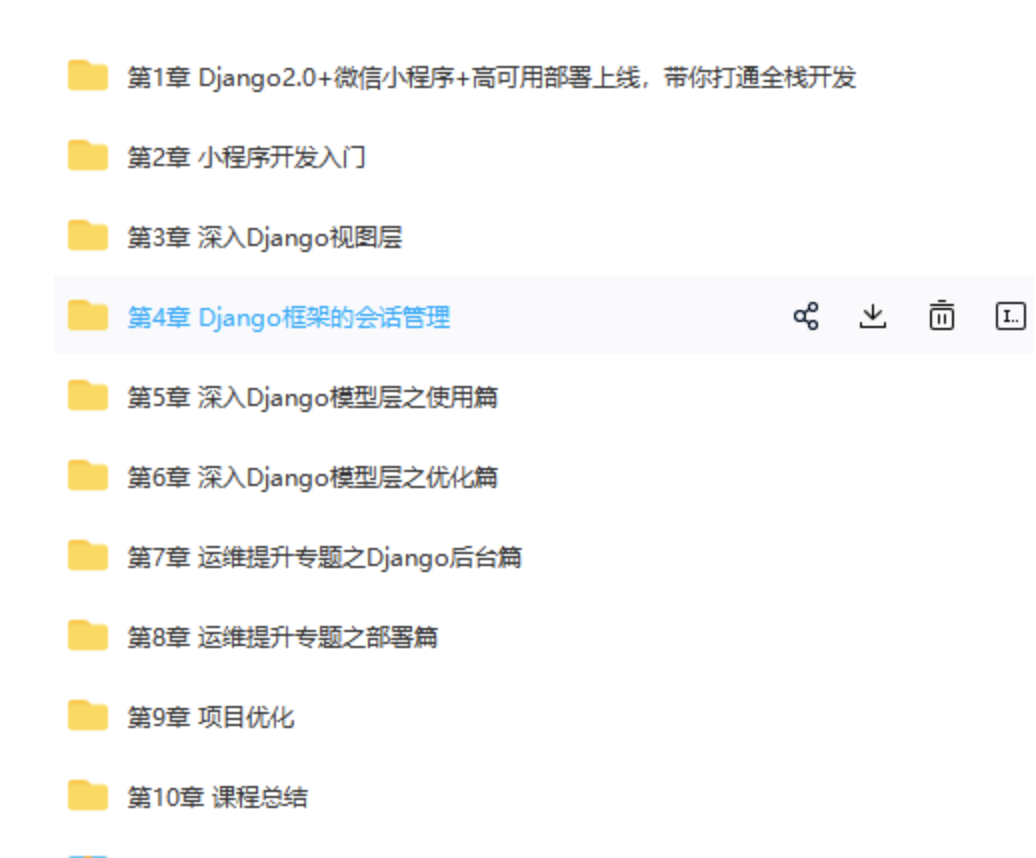 第1章 Django2.0+微信小程序+高可用部署上线，带你打通全栈开发
第2章 小程序开发入门
第3章 深入Django视图层
第4章 Django框架的会话管理
第5章 深入Django模型层之使用篇
第6章 深入Django模型层之优化篇
第7章 运维提升专题之Django后台篇
第8章 运维提升专题之部署篇
第9章 项目优化
第10章 课程总结